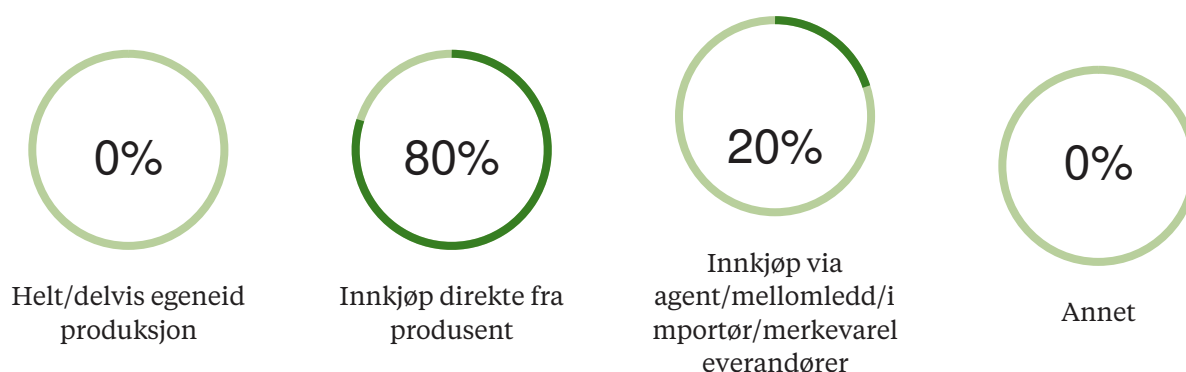 0%
Helt/delvis egeneid
produksjon
80%
Innkjøp direkte fra
produsent
20%
Innkjøp via
agent/mellomledd/i
mportør/merkevarel
everandører
0%
Annet